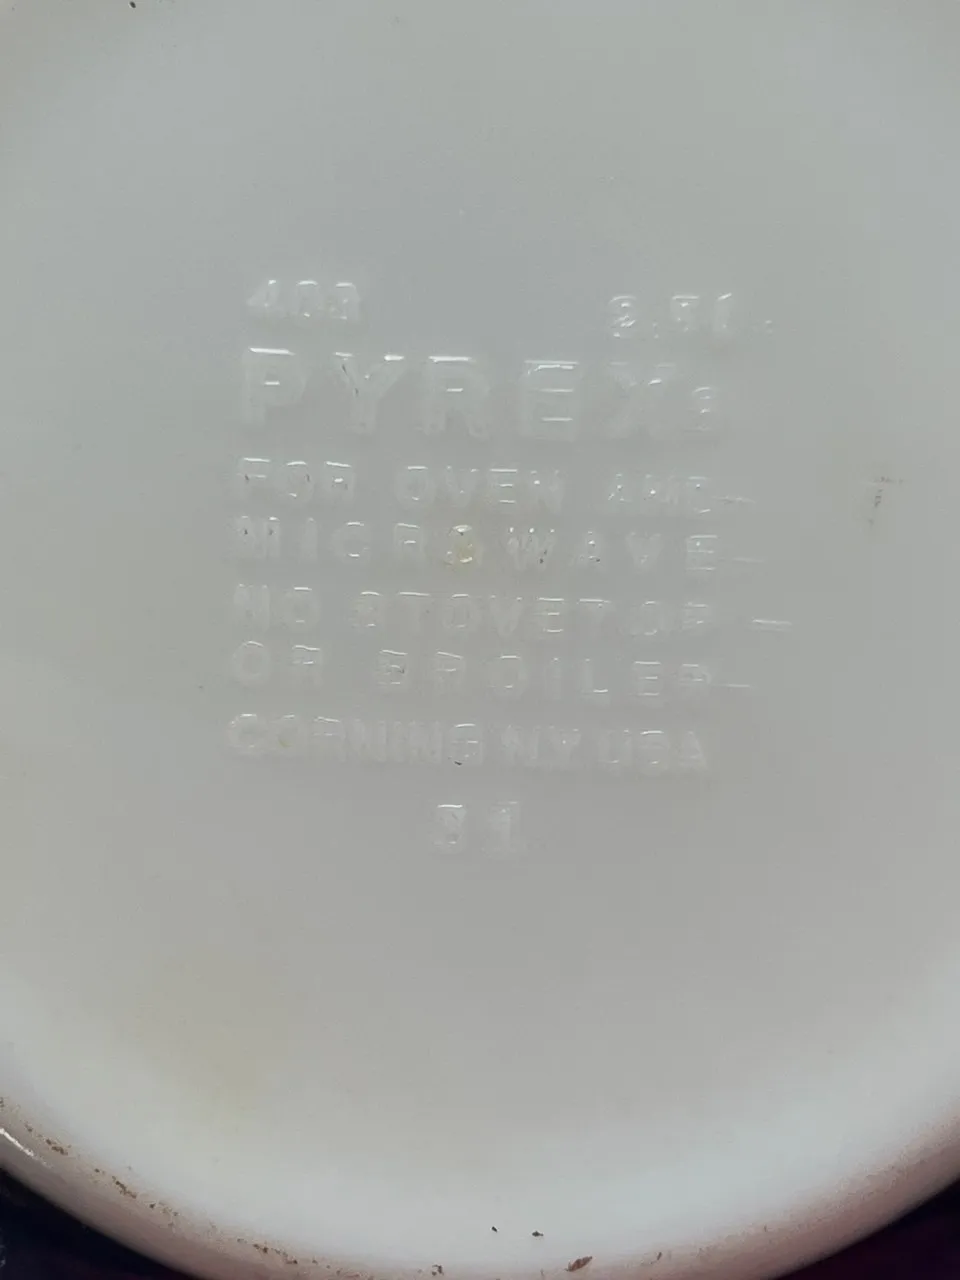 403 2.5 l.
PYREX®
FOR OVEN AND
MICROWAVE
NO STOVETOP
OR BROILER
CORNING NY USA
31